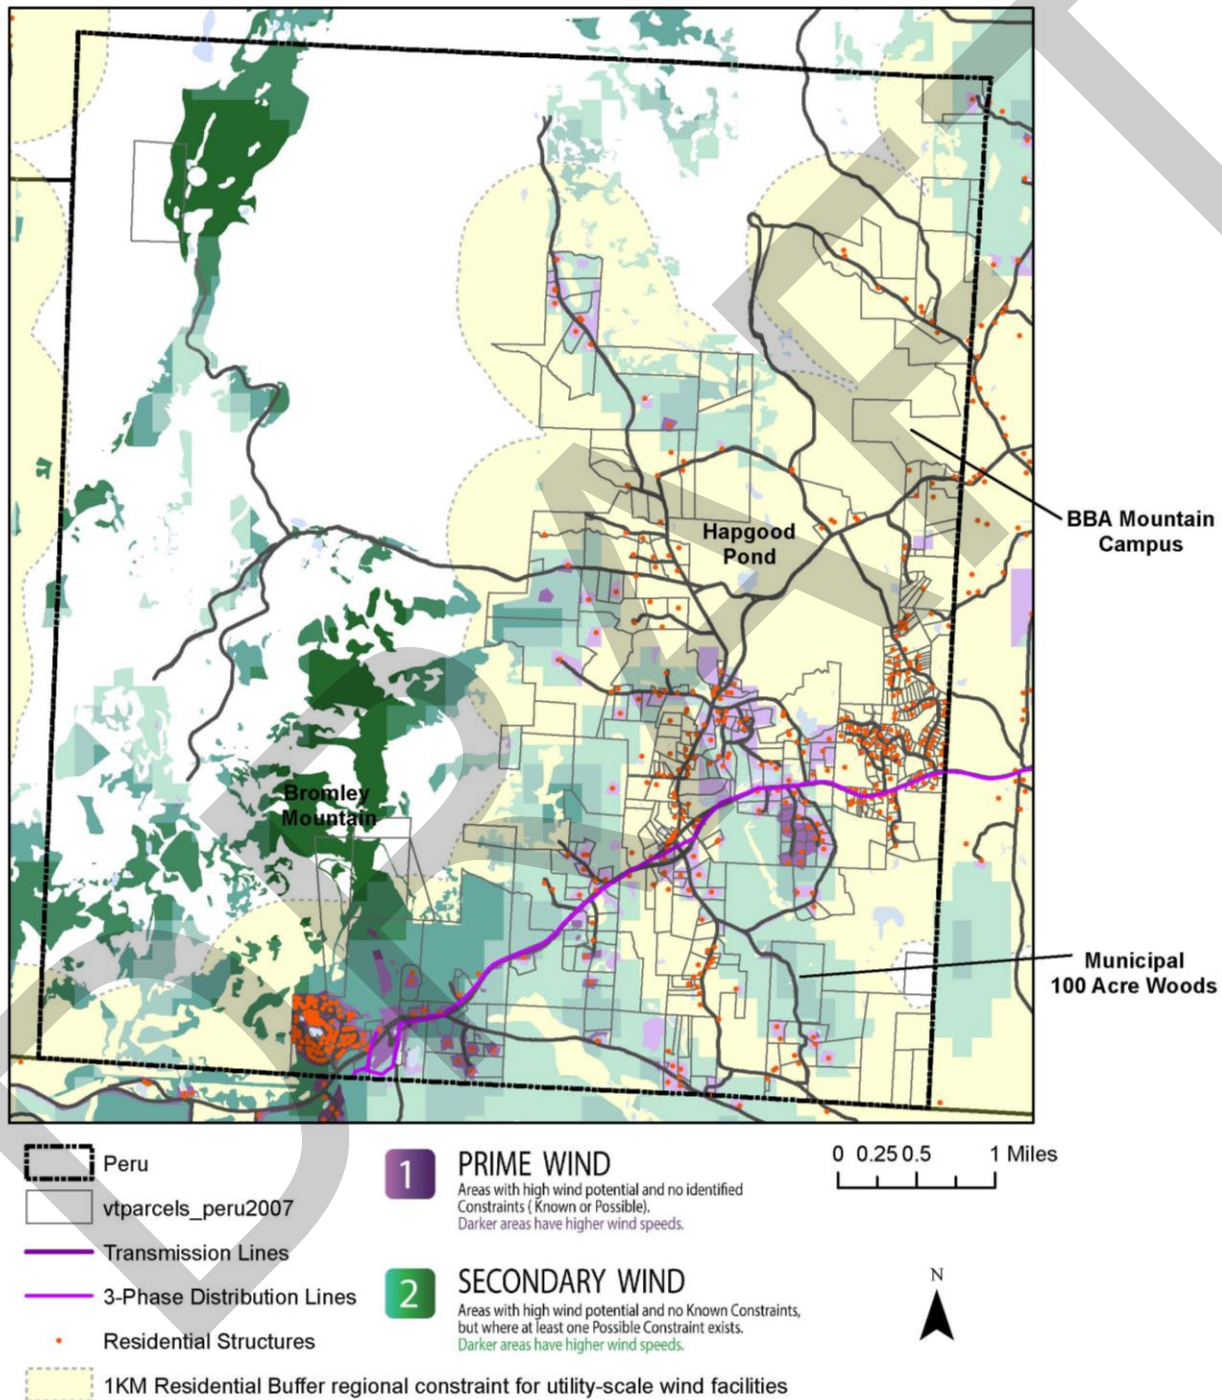 DRAFT
Hapgood
Pond
BBA Mountain
Campus
Bromley
Mountain
Municipal
100 Acre Woods
Peru
vtparcels_peru2007
Transmission Lines
3-Phase Distribution Lines
Residential Structures
1KM Residential Buffer regional constraint for utility-scale wind facilities
1
PRIME WIND
Areas with high wind potential and no identified
Constraints ( Known or Possible).
Darker areas have higher wind speeds.
2
SECONDARY WIND
Areas with high wind potential and no Known Constraints,
but where at least one Possible Constraint exists.
Darker areas have higher wind speeds.
0 0.25 0.5 1 Miles
N